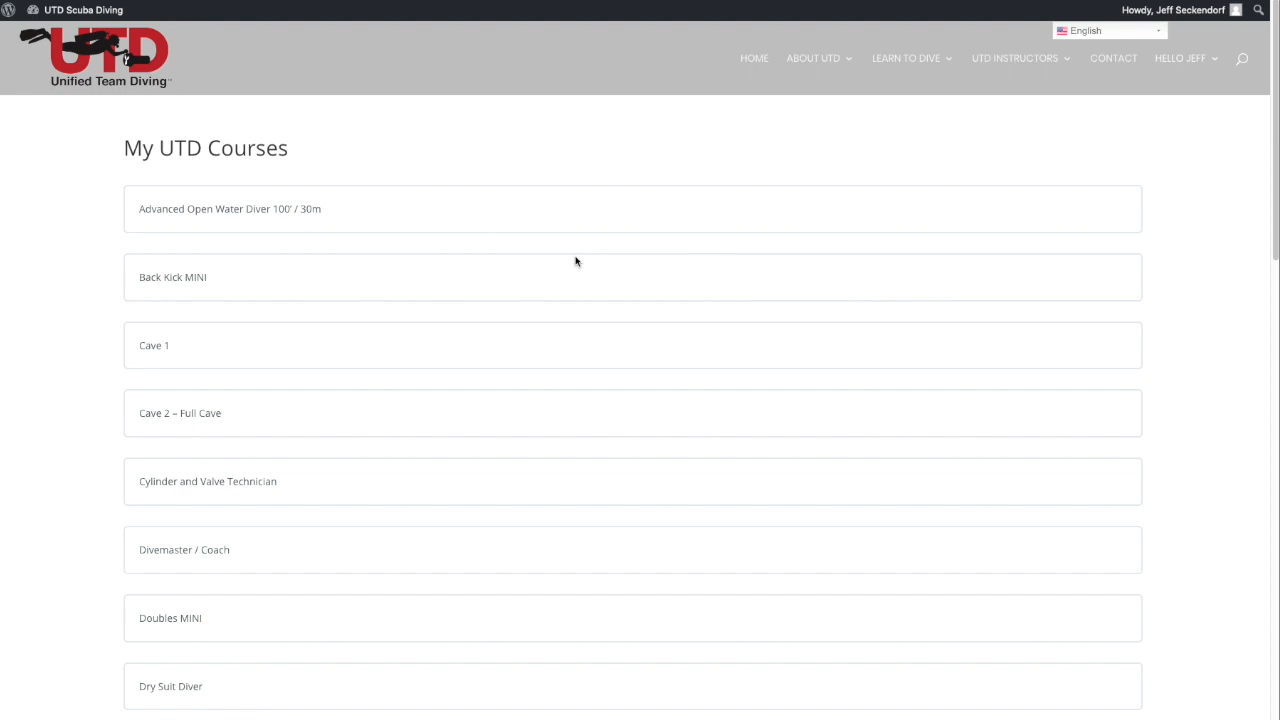 UTD Scuba Diving
Howdy, Jeff Seckendorf
UTD
Unified Team Diving™
English
HOME
ABOUT UTD
LEARN TO DIVE
UTD INSTRUCTORS
CONTACT
HELLO JEFF
My UTD Courses
Advanced Open Water Diver 100' / 30m
Back Kick MINI
Cave 1
Cave 2 – Full Cave
Cylinder and Valve Technician
Divemaster / Coach
Doubles MINI
Dry Suit Diver